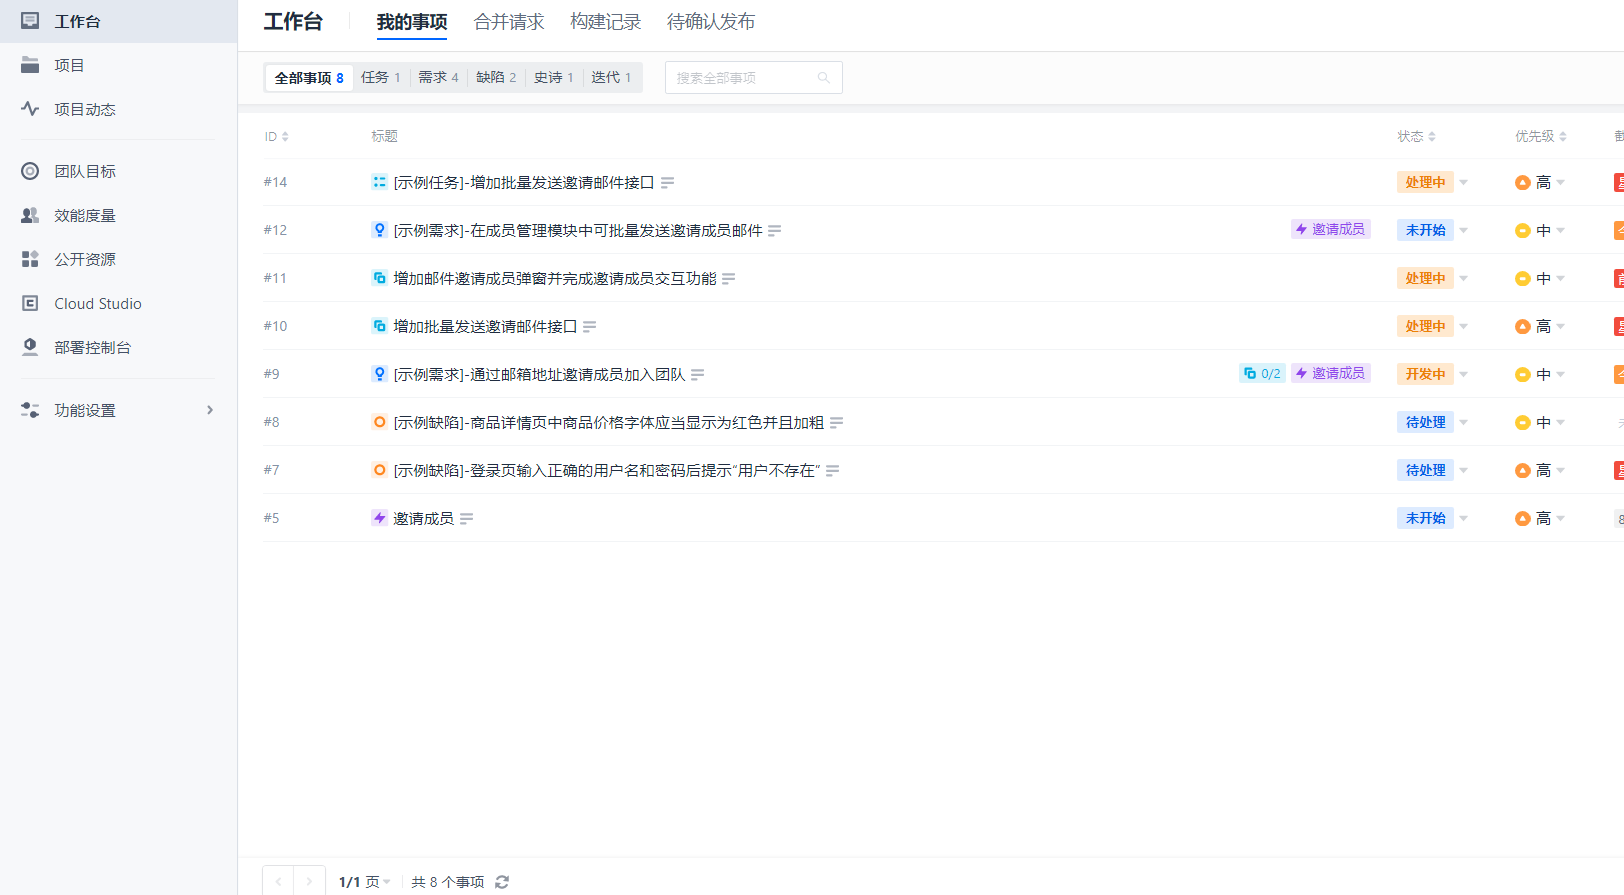 工作台
项目
项目动态
团队目标
效能度量
公开资源
Cloud Studio
部署控制台
功能设置
工作台 我的事项 合并请求 构建记录 待确认发布
全部事项 8 任务 1 需求 4 缺陷 2 史诗 1 迭代 1 搜索全部事项
ID 标题 状态 优先级
#14 [示例任务]-增加批量发送邀请邮件接口 处理中 高
#12 [示例需求]-在成员管理模块中可批量发送邀请成员邮件 邀请成员 未开始 中
#11 增加邮件邀请成员弹窗并完成邀请成员交互功能 处理中 中
#10 增加批量发送邀请邮件接口 处理中 高
#9 [示例需求]-通过邮箱地址邀请成员加入团队 0/2 邀请成员 开发中 中
#8 [示例缺陷]-商品详情页中商品价格字体应当显示为红色并且加粗 待处理 中
#7 [示例缺陷]-登录页输入正确的用户名和密码后提示“用户不存在” 待处理 高
#5 邀请成员 未开始 高
1/1 页 共 8 个事项